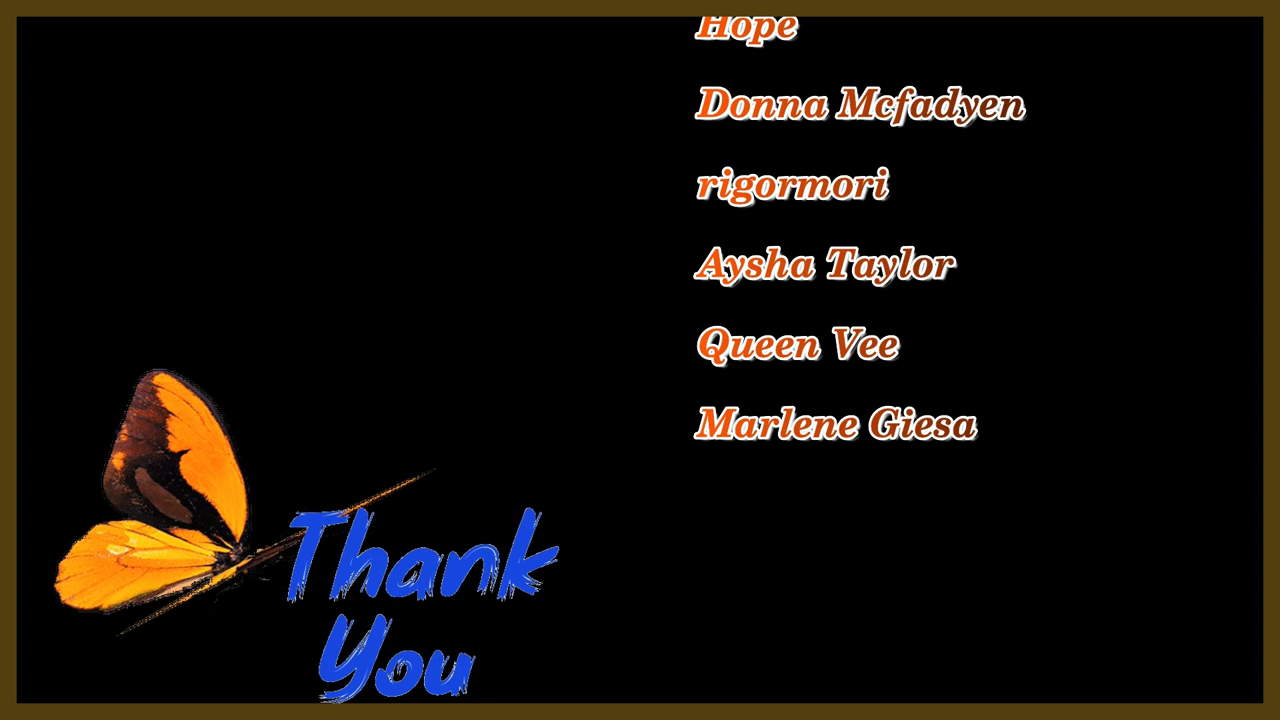 Hope
Donna Mcfadyen
rigormori
Aysha Taylor
Queen Vee
Marlene Giesa
Thank
You